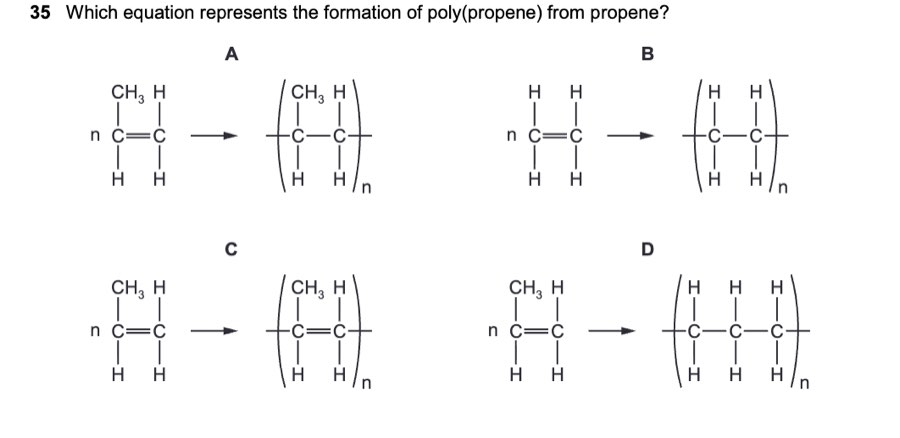 35 Which equation represents the formation of poly(propene) from propene?
A B
CH3 H CH3 H H H H H
n C=C C—C n C=C C—C
H H H H n H H H H n
C D
CH3 H CH3 H CH3 H H H H
n C=C C=C n C=C C—C—C
H H H H n H H H H H n